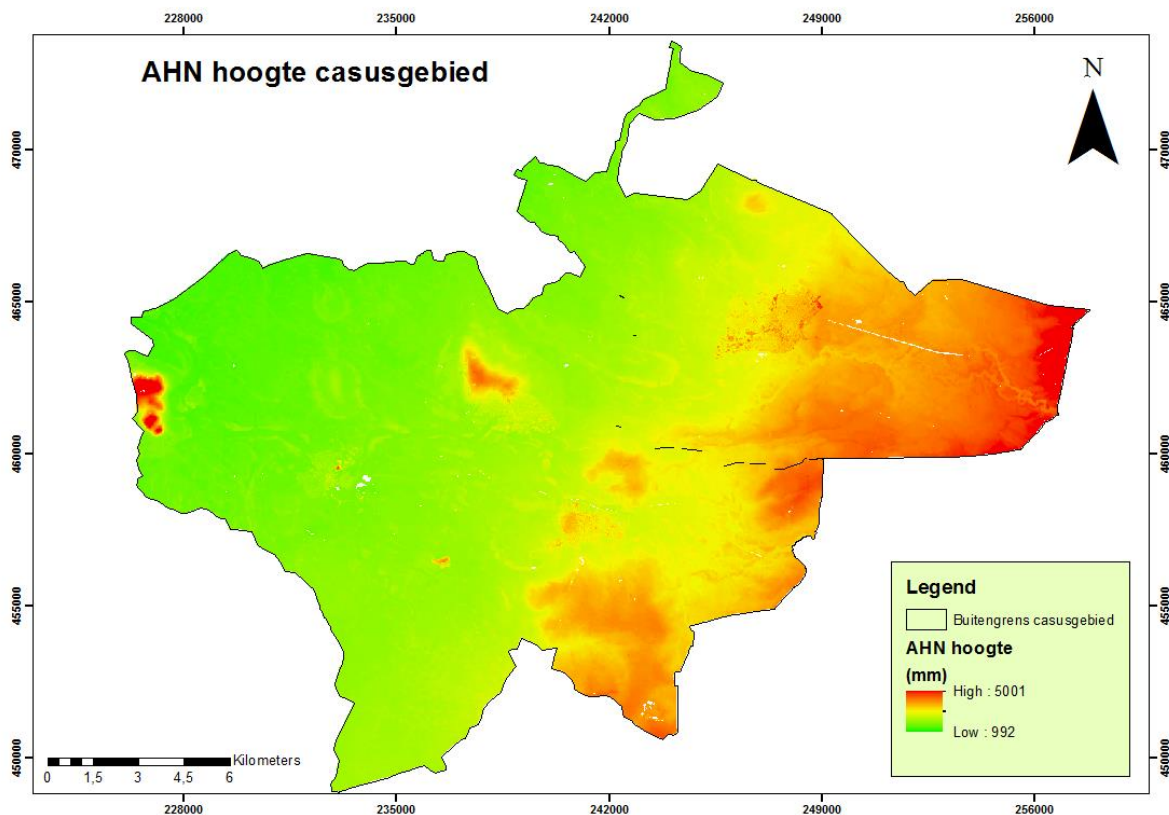 228000 235000 242000 249000 256000
AHN hoogte casusgebied
N
470000 470000
465000 465000
460000 460000
455000 455000
450000 450000
Legend
Buitengrens casusgebied
AHN hoogte
(mm)
High : 5001
Low : 992
Kilometers
0 1,5 3 4,5 6
228000 235000 242000 249000 256000